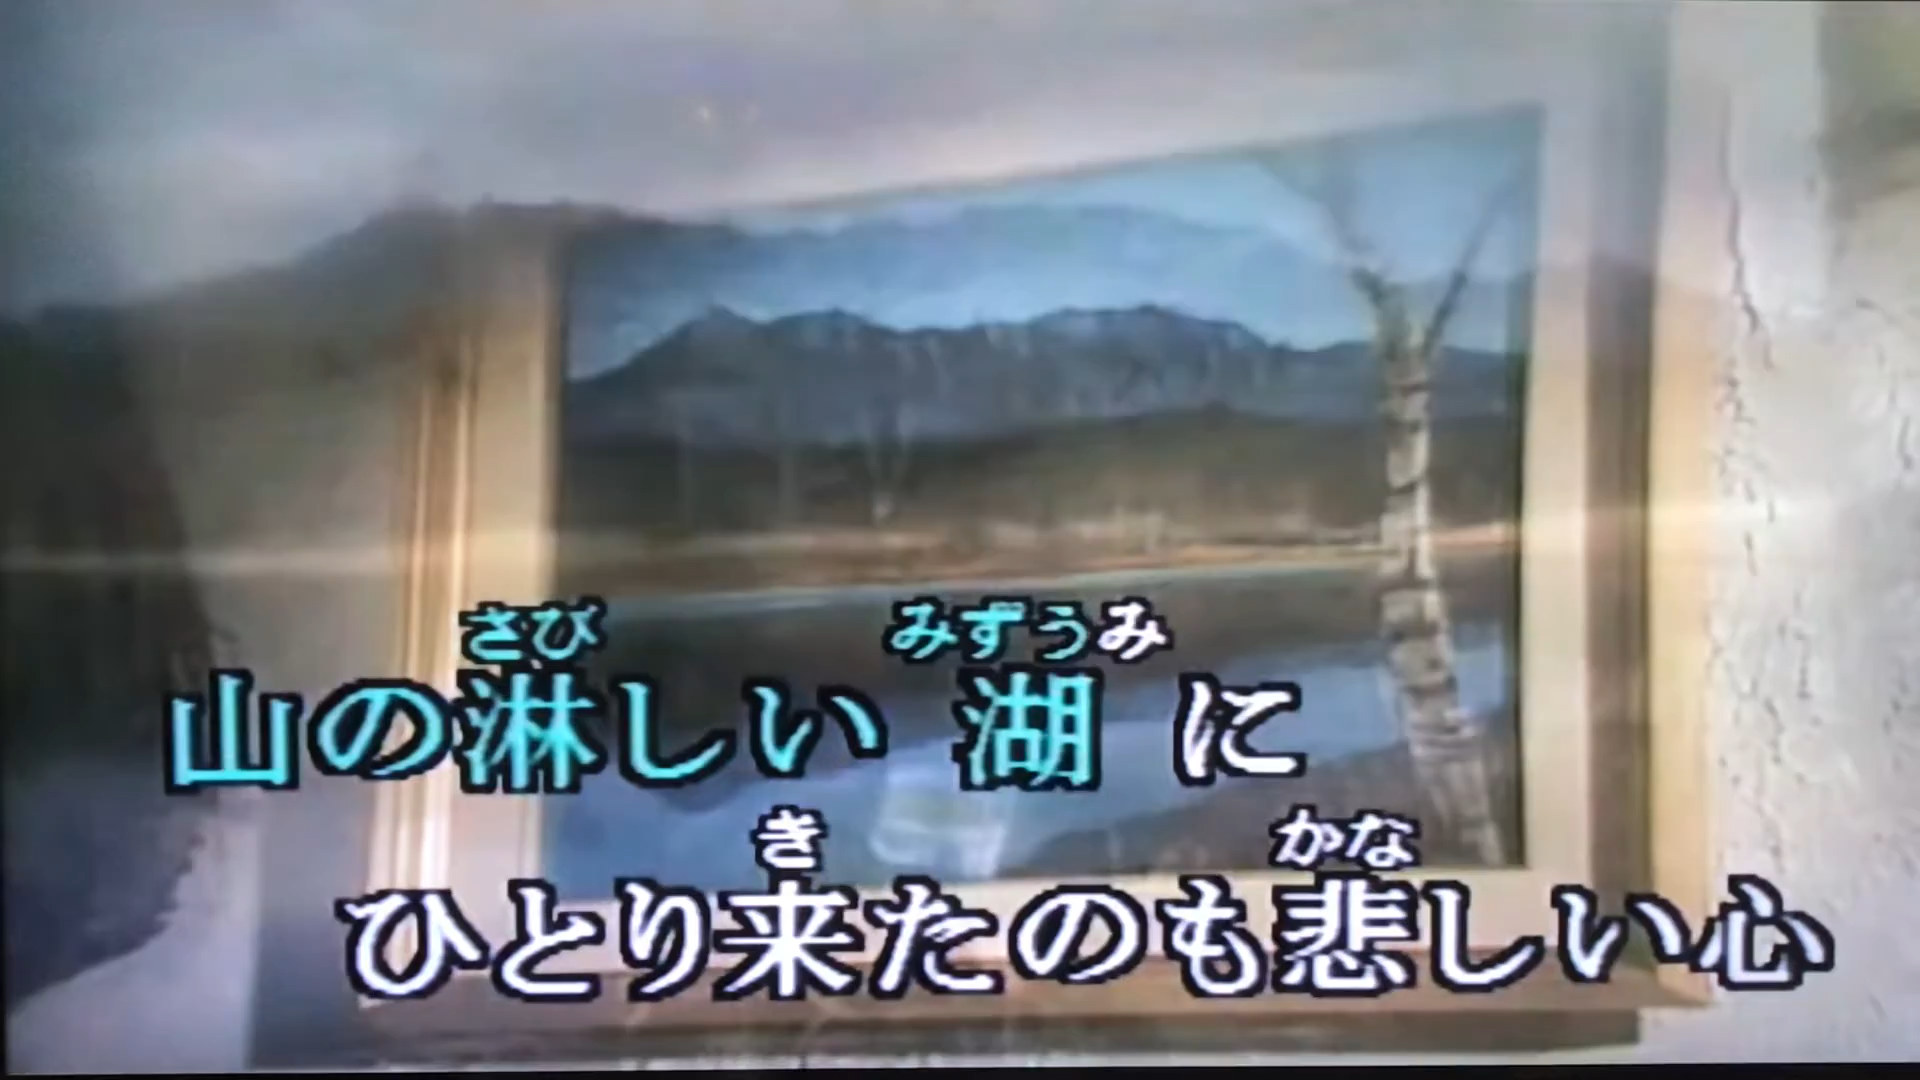 さび みずうみ
山の淋しい 湖 に
き かな
ひとり来たのも悲しい心